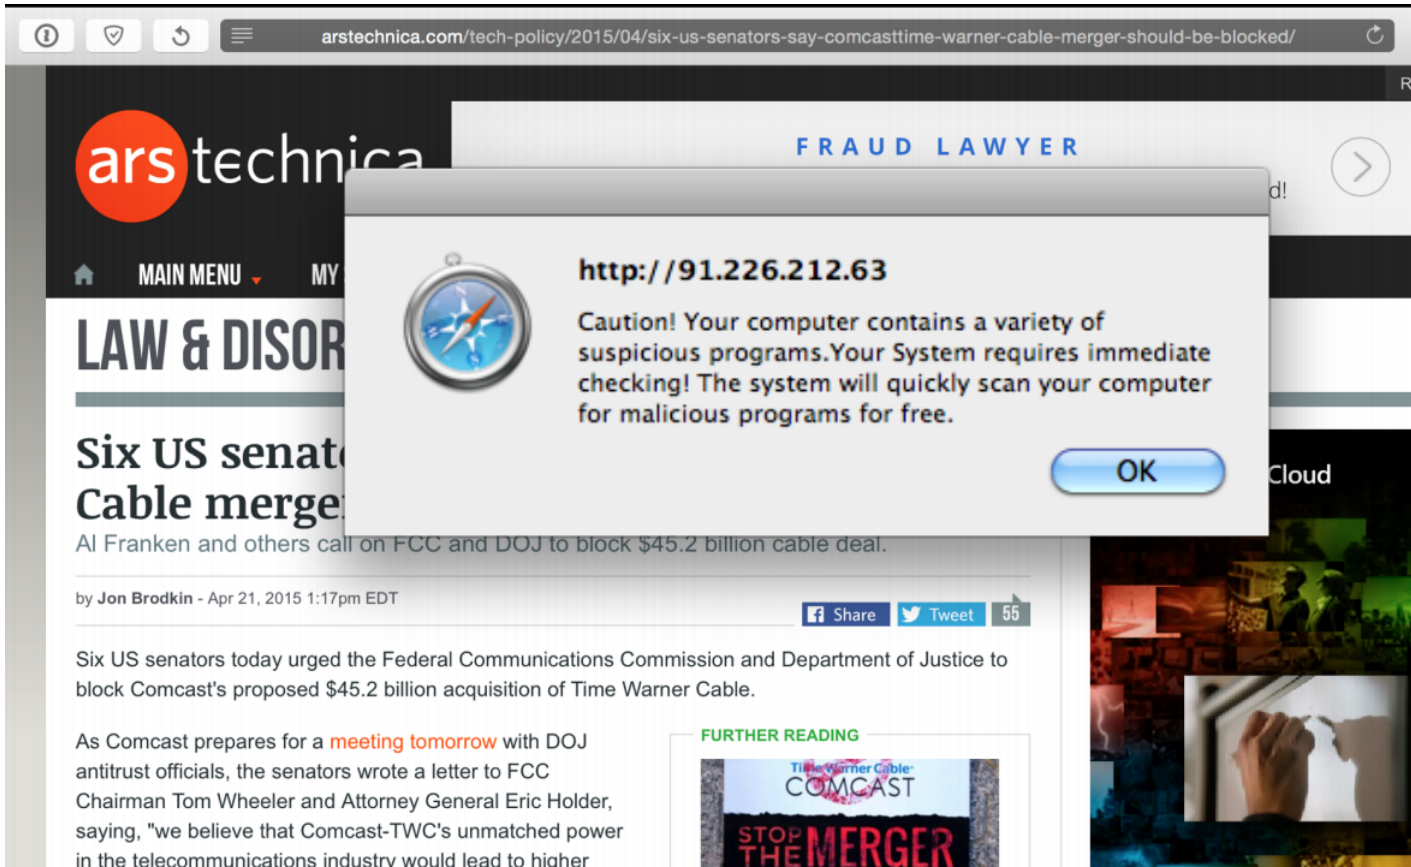 arstechnica.com/tech-policy/2015/04/six-us-senators-say-comcasttime-warner-cable-merger-should-be-blocked/
R
ars technica
FRAUD LAWYER
d!
MAIN MENU
MY
LAW & DISOR
http://91.226.212.63
Caution! Your computer contains a variety of
suspicious programs.Your System requires immediate
checking! The system will quickly scan your computer
for malicious programs for free.
OK
Six US senat
Cable merge
Al Franken and others call on FCC and DOJ to block $45.2 billion cable deal.
by Jon Brodkin - Apr 21, 2015 1:17pm EDT
Share
Tweet
55
Cloud
Six US senators today urged the Federal Communications Commission and Department of Justice to
block Comcast's proposed $45.2 billion acquisition of Time Warner Cable.
As Comcast prepares for a meeting tomorrow with DOJ
antitrust officials, the senators wrote a letter to FCC
Chairman Tom Wheeler and Attorney General Eric Holder,
saying, "we believe that Comcast-TWC's unmatched power
in the telecommunications industry would lead to higher
FURTHER READING
Time Warner Cable
COMCAST
STOP
THE MERGER